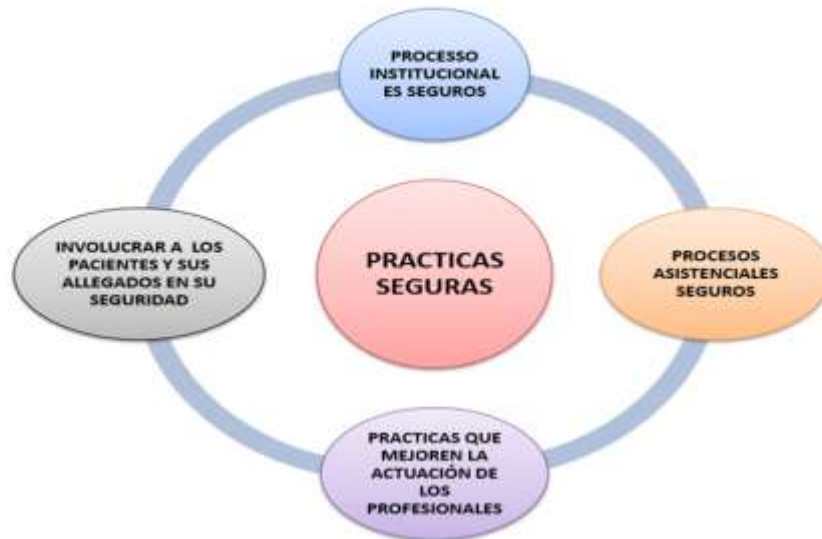 PROCESSO
INSTITUCIONAL
ES SEGUROS
INVOLUCRAR A LOS
PACIENTES Y SUS
ALLEGADOS EN SU
SEGURIDAD
PRACTICAS
SEGURAS
PROCESOS
ASISTENCIALES
SEGUROS
PRACTICAS QUE
MEJOREN LA
ACTUACIÓN DE
LOS
PROFESIONALES